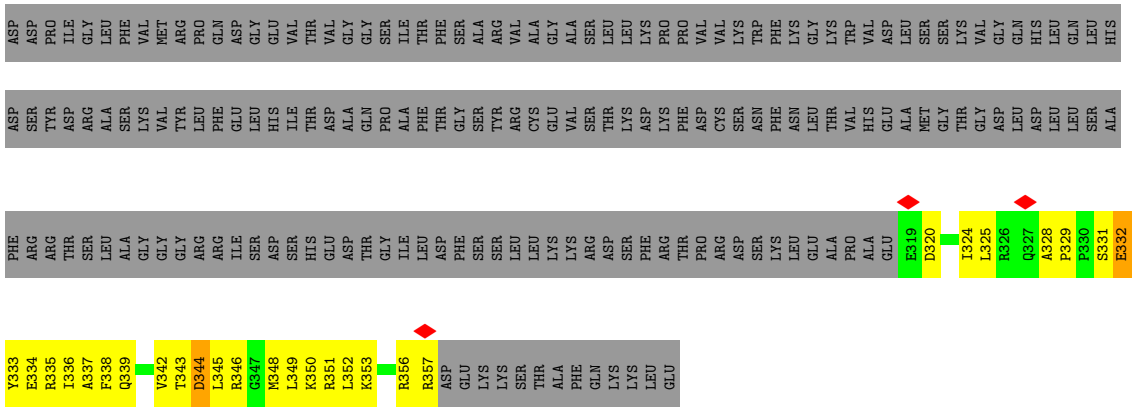 ASP ASP PRO ILE GLY LEU PHE VAL MET ARG PRO GLN ASP GLY GLU VAL THR VAL GLY GLY SER ILE THR PHE SER ALA ARG VAL ALA GLY ALA SER LEU LEU LYS PRO PRO VAL VAL LYS TRP PHE LYS GLY LYS TRP VAL ASP LEU SER SER LYS VAL GLY GLN HIS LEU GLN LEU HIS
ASP SER TYR ASP ARG ALA SER LYS VAL TYR LEU PHE GLU LEU HIS ILE THR ASP ALA GLN PRO ALA PHE THR GLY SER TYR ARG CYS GLU VAL SER THR LYS ASP LYS PHE ASP CYS SER ASN PHE ASN LEU THR VAL HIS GLU ALA MET GLY THR GLY ASP LEU ASP LEU LEU SER ALA
PHE ARG ARG THR SER LEU ALA GLY GLY GLY ARG ARG ILE SER ASP SER HIS GLU ASP THR GLY ILE LEU ASP PHE SER SER LEU LEU LYS LYS ARG ASP SER PHE ARG THR PRO ARG ASP SER LYS LEU GLU ALA PRO ALA GLU E319 D320 I324 L325 R326 Q327 A328 P329 P330 S331 E332
Y333 E334 R335 I336 A337 F338 Q339 V342 T343 D344 L345 R346 G347 M348 L349 K350 R351 L352 K353 R356 R357 ASP GLU LYS LYS SER THR ALA PHE GLN LYS LYS LEU GLU